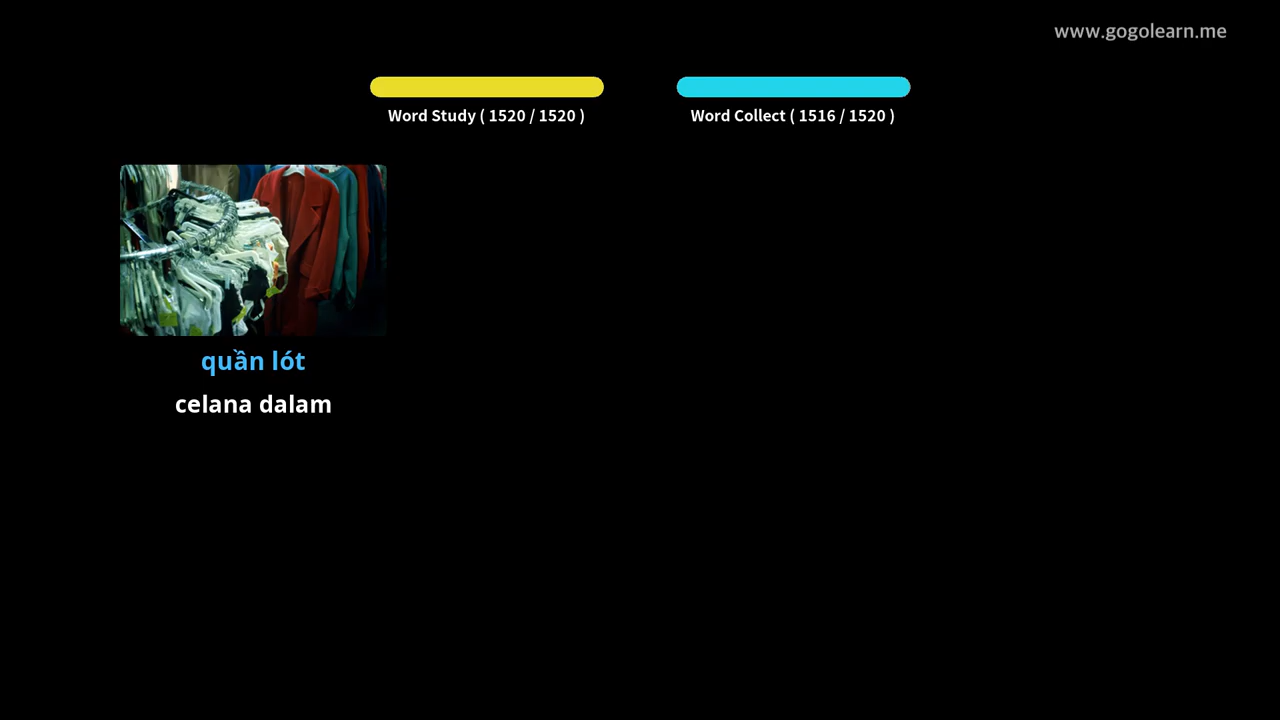 www.gogolearn.me
Word Study ( 1520 / 1520 )
Word Collect ( 1516 / 1520 )
quần lót
celana dalam